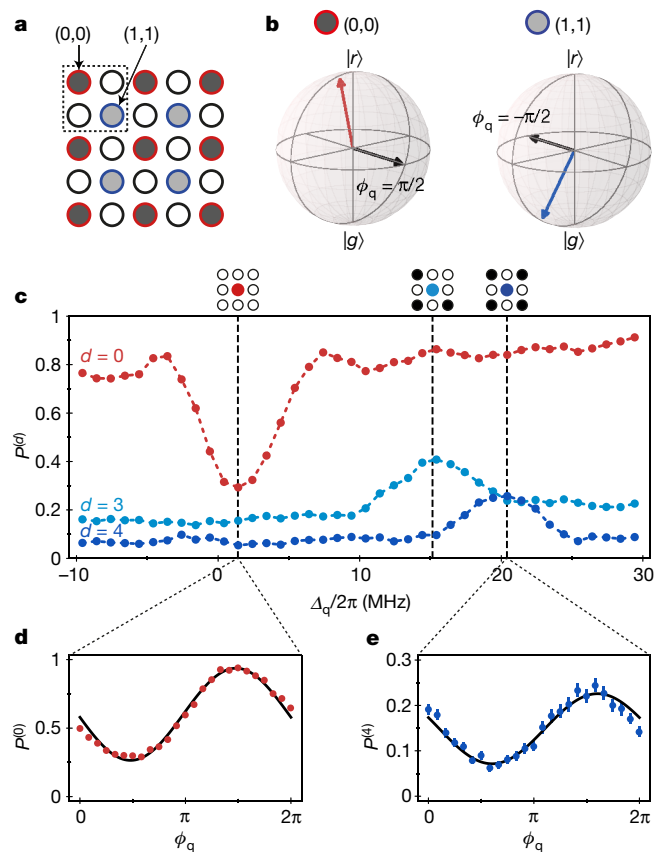 a
(0,0) (1,1)
b
(0,0) (1,1)
|r⟩ |r⟩
ϕq = π/2 ϕq = −π/2
|g⟩ |g⟩
c
1
0.8
0.6
0.4
0.2
0
P(d)
d = 0
d = 3
d = 4
−10 0 10 20 30
Δq/2π (MHz)
d
1
0.5
0
P(0)
0 π 2π
ϕq
e
0.3
0.2
0.1
0
P(4)
0 π 2π
ϕq